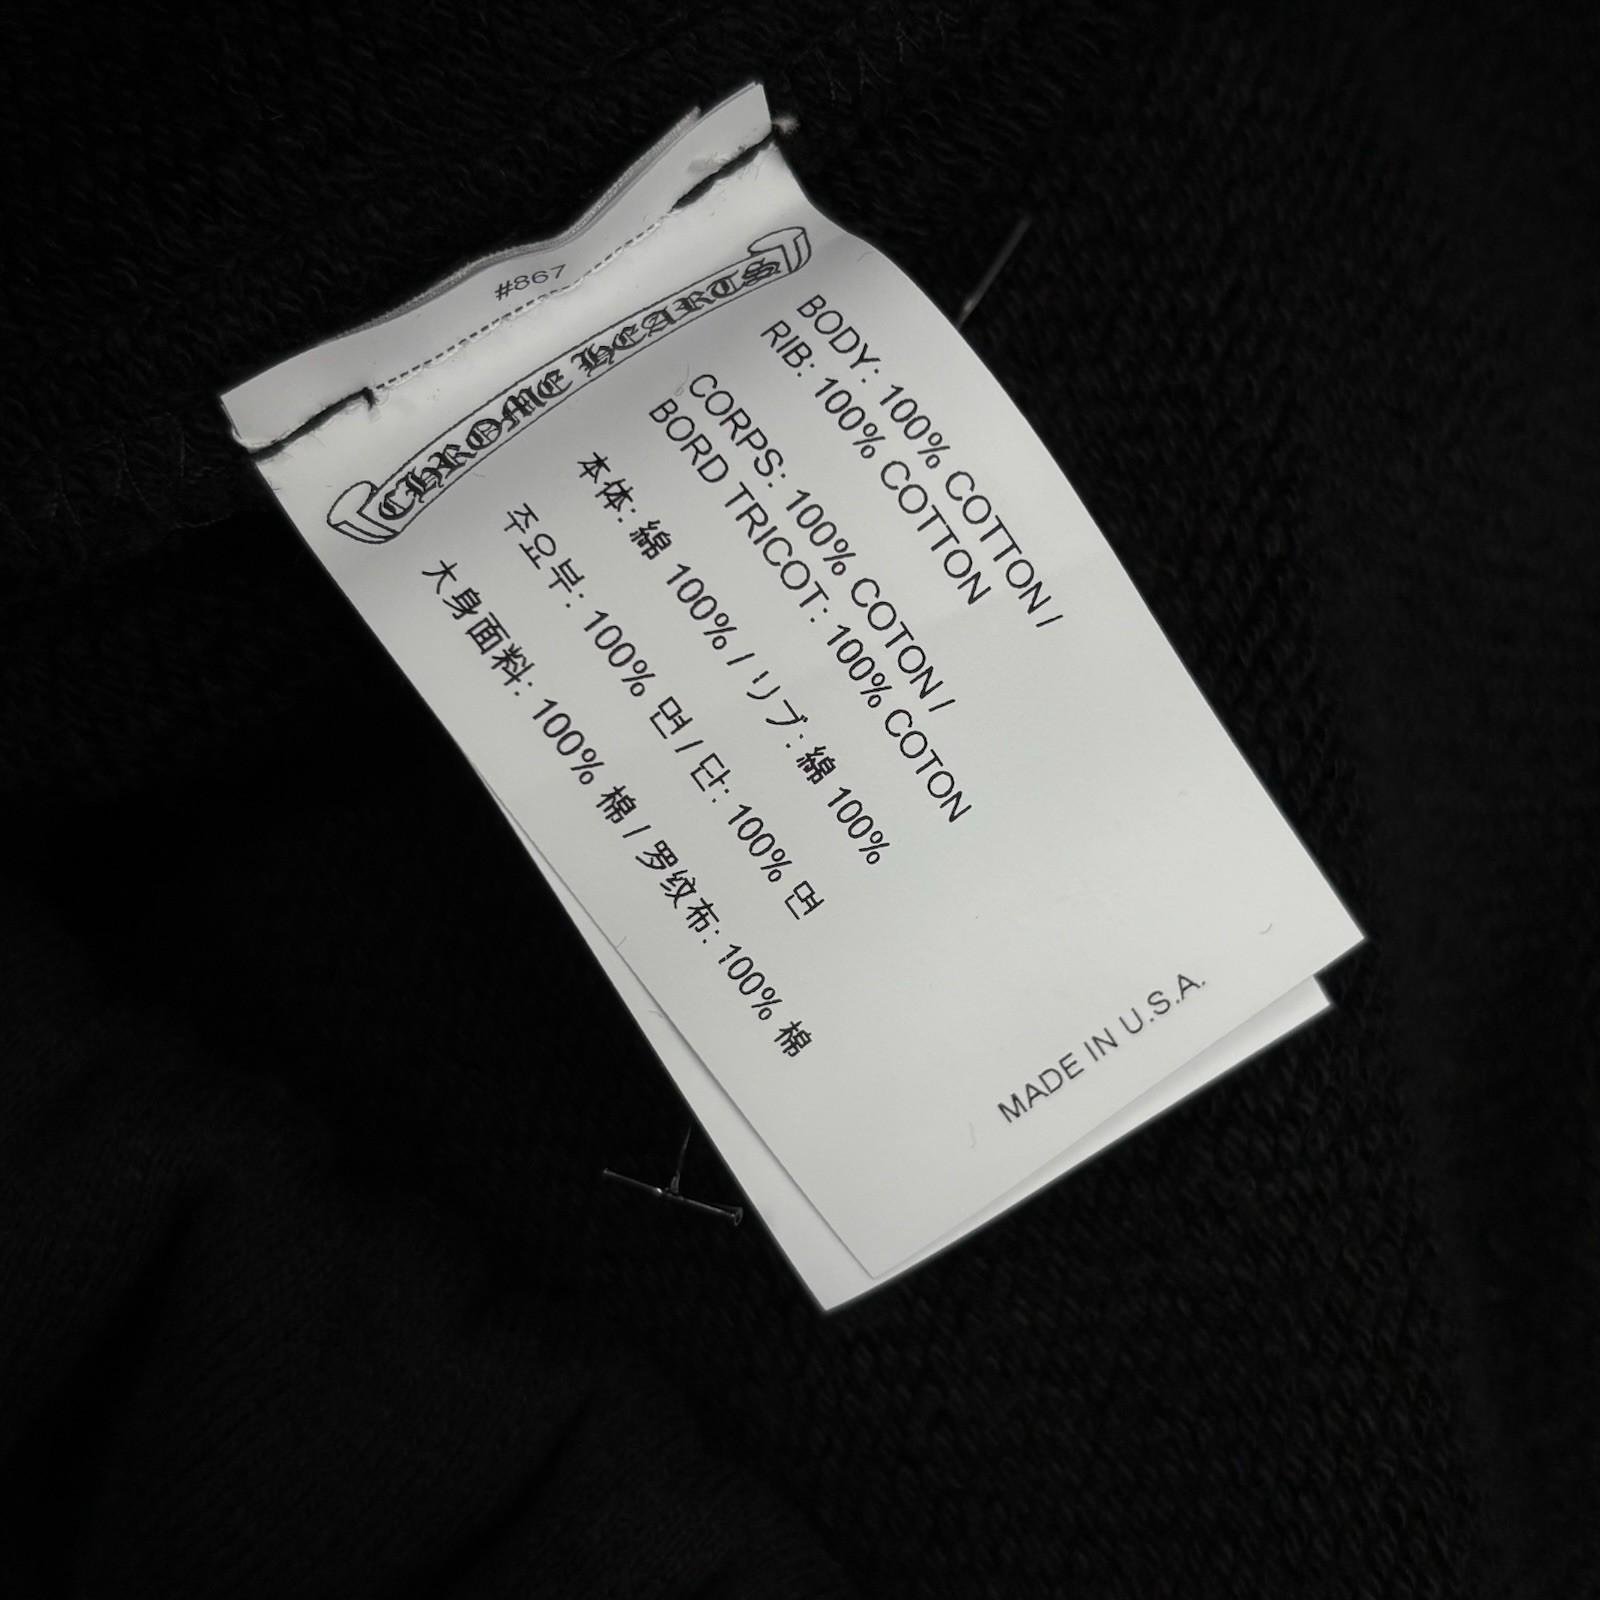 #867
CHROME HEARTS
BODY: 100% COTTON /
RIB: 100% COTTON
CORPS: 100% COTON /
BORD TRICOT: 100% COTON
本体: 綿 100% / リブ: 綿 100%
주요부: 100% 면 / 단: 100% 면
大身面料: 100% 棉 / 罗纹布: 100% 棉
MADE IN U.S.A.